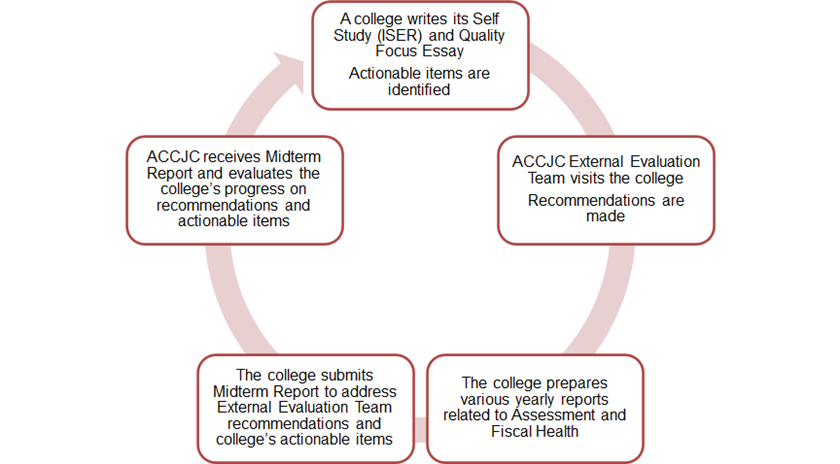 A college writes its Self
Study (ISER) and Quality
Focus Essay
Actionable items are
identified
ACCJC External Evaluation
Team visits the college
Recommendations are
made
The college prepares
various yearly reports
related to Assessment and
Fiscal Health
The college submits
Midterm Report to address
External Evaluation Team
recommendations and
college's actionable items
ACCJC receives Midterm
Report and evaluates the
college's progress on
recommendations and
actionable items